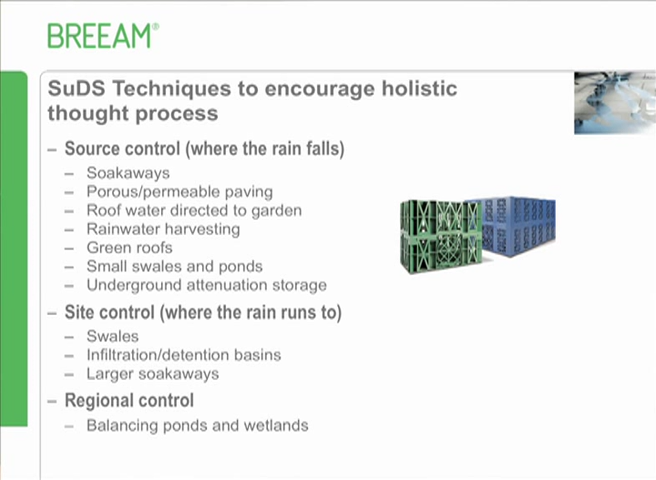 BREEAM®
SuDS Techniques to encourage holistic
thought process
– Source control (where the rain falls)
– Soakaways
– Porous/permeable paving
– Roof water directed to garden
– Rainwater harvesting
– Green roofs
– Small swales and ponds
– Underground attenuation storage
– Site control (where the rain runs to)
– Swales
– Infiltration/detention basins
– Larger soakaways
– Regional control
– Balancing ponds and wetlands